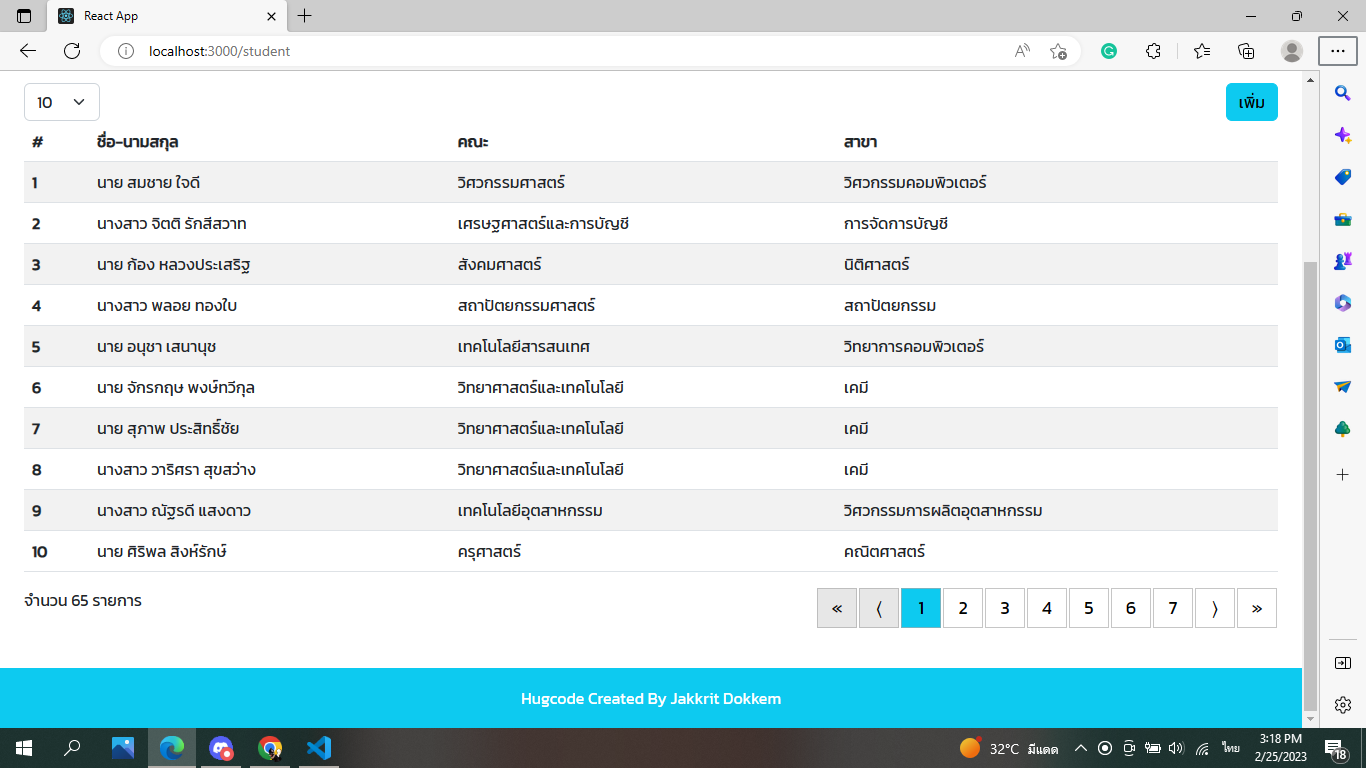 React App
localhost:3000/student
10
เพิ่ม
# ชื่อ-นามสกุล คณะ สาขา
1 นาย สมชาย ใจดี วิศวกรรมศาสตร์ วิศวกรรมคอมพิวเตอร์
2 นางสาว จิตติ รักสีสวาท เศรษฐศาสตร์และการบัญชี การจัดการบัญชี
3 นาย ก้อง หลวงประเสริฐ สังคมศาสตร์ นิติศาสตร์
4 นางสาว พลอย ทองใบ สถาปัตยกรรมศาสตร์ สถาปัตยกรรม
5 นาย อนุชา เสนานุช เทคโนโลยีสารสนเทศ วิทยาการคอมพิวเตอร์
6 นาย จักรกฤษ พงษ์ทวีกุล วิทยาศาสตร์และเทคโนโลยี เคมี
7 นาย สุภาพ ประสิทธิ์ชัย วิทยาศาสตร์และเทคโนโลยี เคมี
8 นางสาว วาริศรา สุขสว่าง วิทยาศาสตร์และเทคโนโลยี เคมี
9 นางสาว ณัฐรดี แสงดาว เทคโนโลยีอุตสาหกรรม วิศวกรรมการผลิตอุตสาหกรรม
10 นาย ศิริพล สิงห์รักษ์ ครุศาสตร์ คณิตศาสตร์
จำนวน 65 รายการ
« ⟨ 1 2 3 4 5 6 7 ⟩ »
Hugcode Created By Jakkrit Dokkem
32°C มีแดด
ไทย
3:18 PM
2/25/2023
18